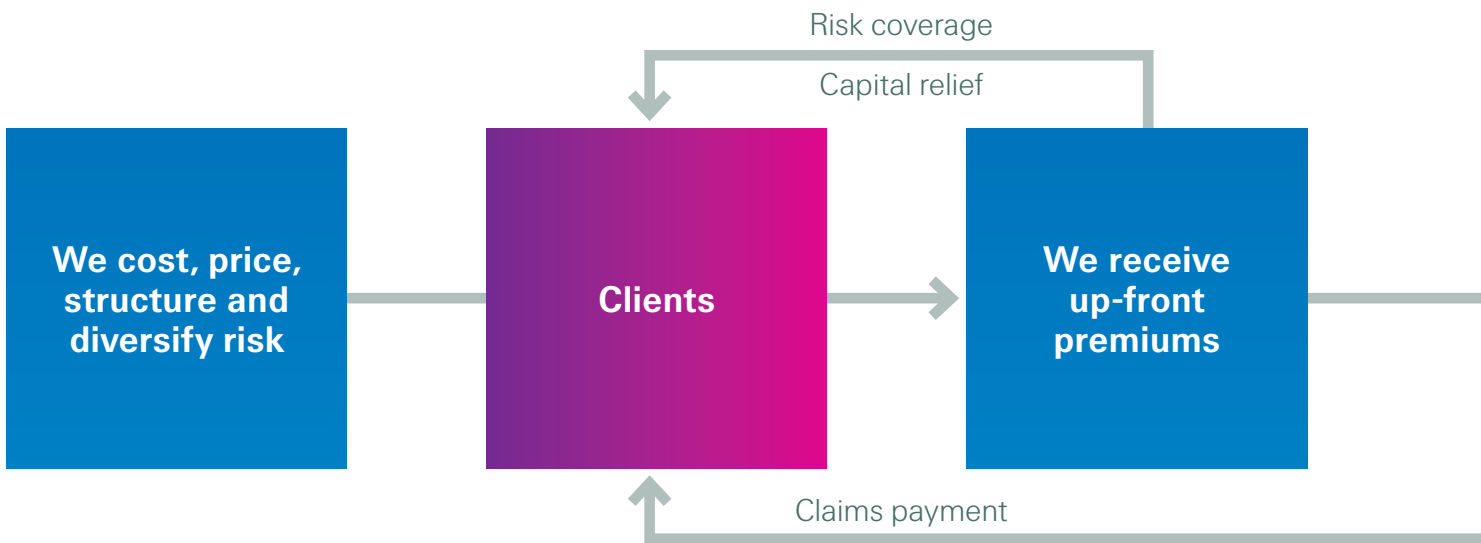 Risk coverage
Capital relief
We cost, price,
structure and
diversify risk
Clients
We receive
up-front
premiums
Claims payment